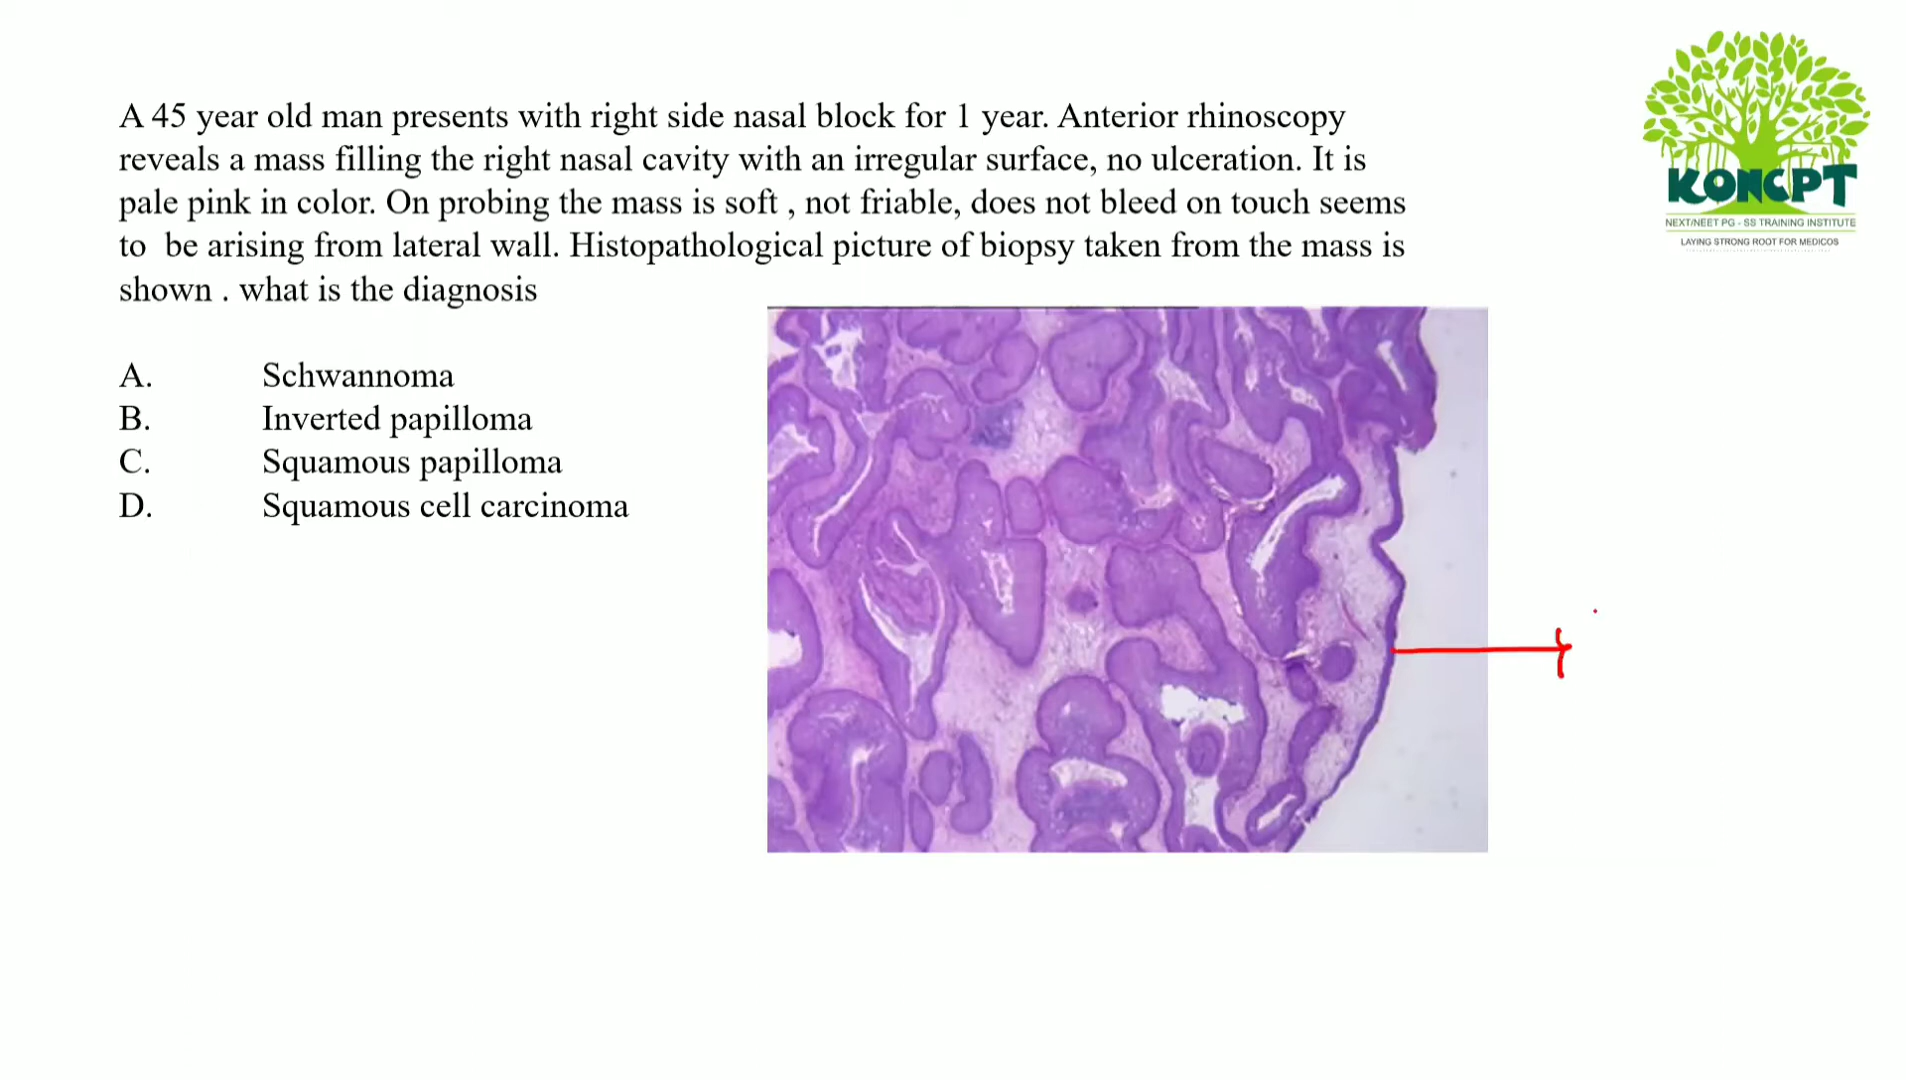 A 45 year old man presents with right side nasal block for 1 year. Anterior rhinoscopy
reveals a mass filling the right nasal cavity with an irregular surface, no ulceration. It is
pale pink in color. On probing the mass is soft , not friable, does not bleed on touch seems
to be arising from lateral wall. Histopathological picture of biopsy taken from the mass is
shown . what is the diagnosis
A. Schwannoma
B. Inverted papilloma
C. Squamous papilloma
D. Squamous cell carcinoma
KONCPT
NEXT/NEET PG - SS TRAINING INSTITUTE
LAYING STRONG ROOT FOR MEDICOS